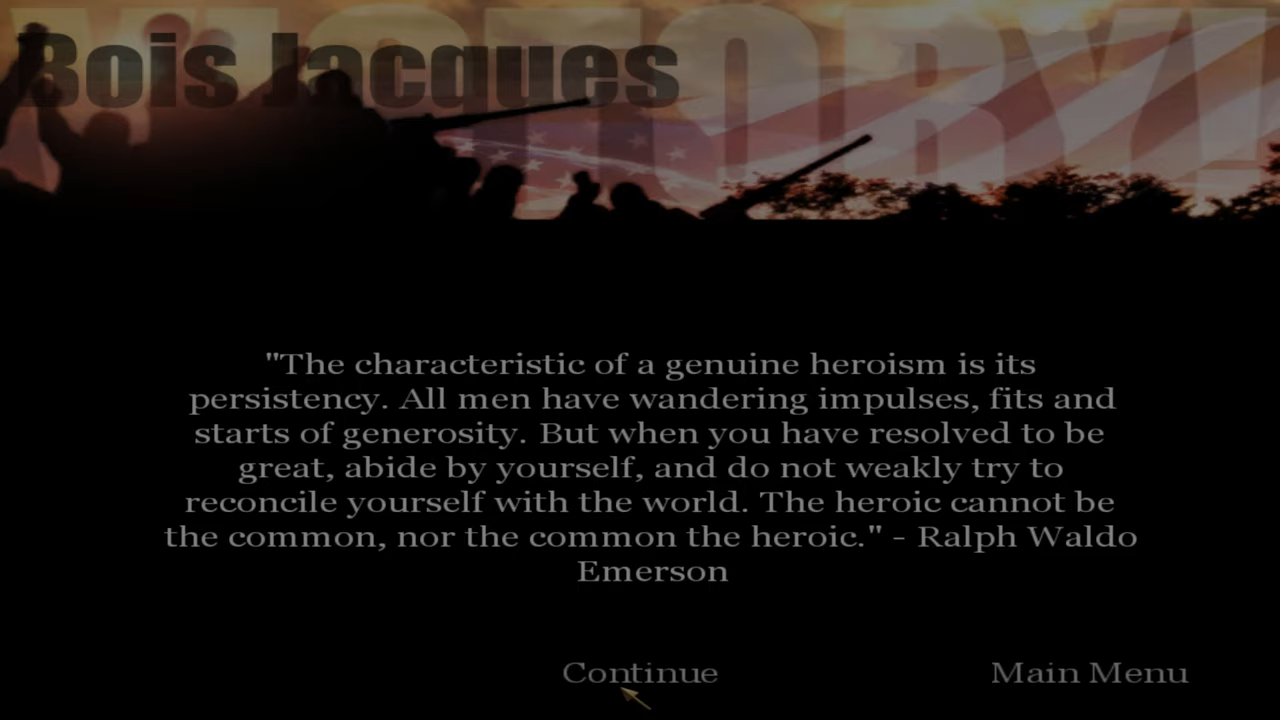 VICTORY!
Bois Jacques
"The characteristic of a genuine heroism is its
persistency. All men have wandering impulses, fits and
starts of generosity. But when you have resolved to be
great, abide by yourself, and do not weakly try to
reconcile yourself with the world. The heroic cannot be
the common, nor the common the heroic." - Ralph Waldo
Emerson
Continue
Main Menu